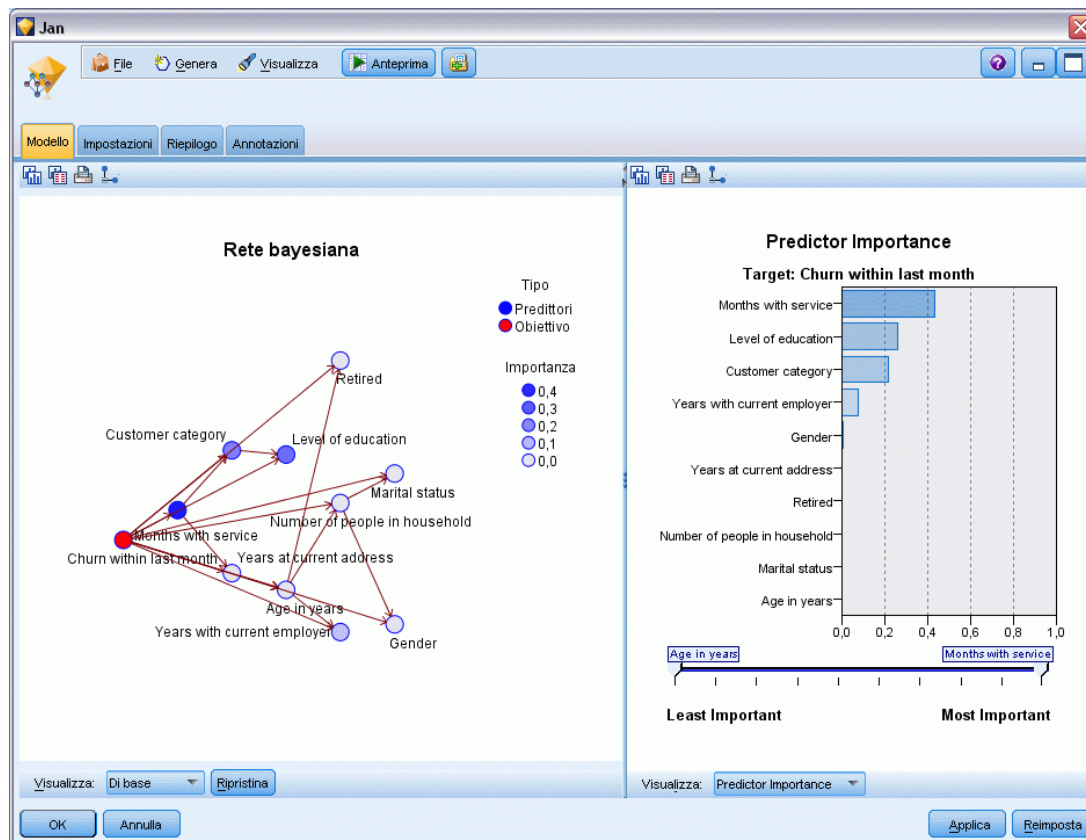 Jan
File Genera Visualizza Anteprima
Modello Impostazioni Riepilogo Annotazioni
Rete bayesiana
Tipo
Predittori
Obiettivo
Importanza
0,4
0,3
0,2
0,1
0,0
Retired
Customer category
Level of education
Marital status
Number of people in household
Months with service
Churn within last month
Years at current address
Age in years
Years with current employer
Gender
Visualizza: Di base Ripristina
Predictor Importance
Target: Churn within last month
Months with service
Level of education
Customer category
Years with current employer
Gender
Years at current address
Retired
Number of people in household
Marital status
Age in years
0,0 0,2 0,4 0,6 0,8 1,0
Age in years Months with service
Least Important Most Important
Visualizza: Predictor Importance
OK Annulla Applica Reimposta